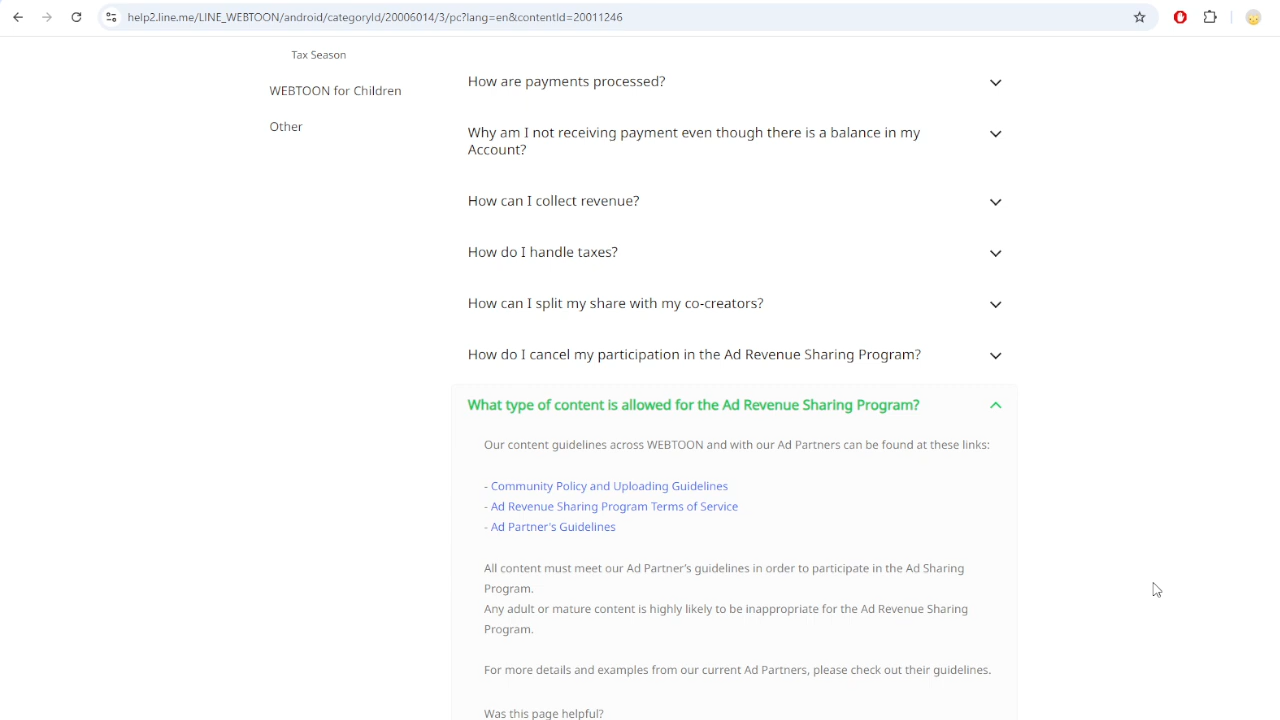 help2.line.me/LINE_WEBTOON/android/categoryId/20006014/3/pc?lang=en&contentId=20011246
Tax Season
WEBTOON for Children
Other
How are payments processed?
Why am I not receiving payment even though there is a balance in my
Account?
How can I collect revenue?
How do I handle taxes?
How can I split my share with my co-creators?
How do I cancel my participation in the Ad Revenue Sharing Program?
What type of content is allowed for the Ad Revenue Sharing Program?
Our content guidelines across WEBTOON and with our Ad Partners can be found at these links:
- Community Policy and Uploading Guidelines
- Ad Revenue Sharing Program Terms of Service
- Ad Partner's Guidelines
All content must meet our Ad Partner's guidelines in order to participate in the Ad Sharing
Program.
Any adult or mature content is highly likely to be inappropriate for the Ad Revenue Sharing
Program.
For more details and examples from our current Ad Partners, please check out their guidelines.
Was this page helpful?